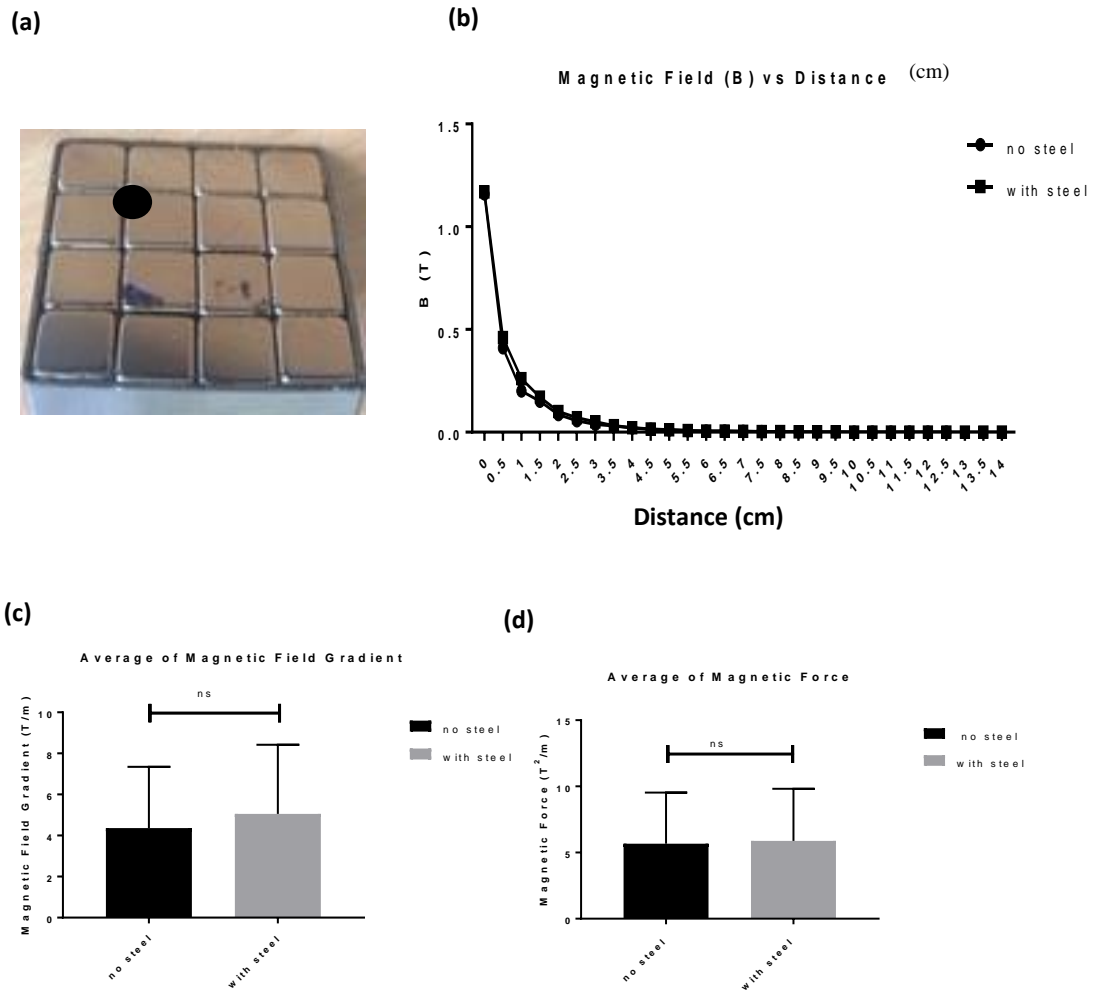 (a)
(b)
Magnetic Field (B) vs Distance (cm)
1.5
1.0
0.5
0.0
B (T)
no steel
with steel
0
0.5
1
1.5
2
2.5
3
3.5
4
4.5
5
5.5
6
6.5
7
7.5
8
8.5
9
9.5
10
10.5
11
11.5
12
12.5
13
13.5
14
Distance (cm)
(c)
Average of Magnetic Field Gradient
ns
10
8
6
4
2
0
Magnetic Field Gradient (T/m)
no steel
with steel
no steel
with steel
(d)
Average of Magnetic Force
ns
15
10
5
0
Magnetic Force (T²/m)
no steel
with steel
no steel
with steel